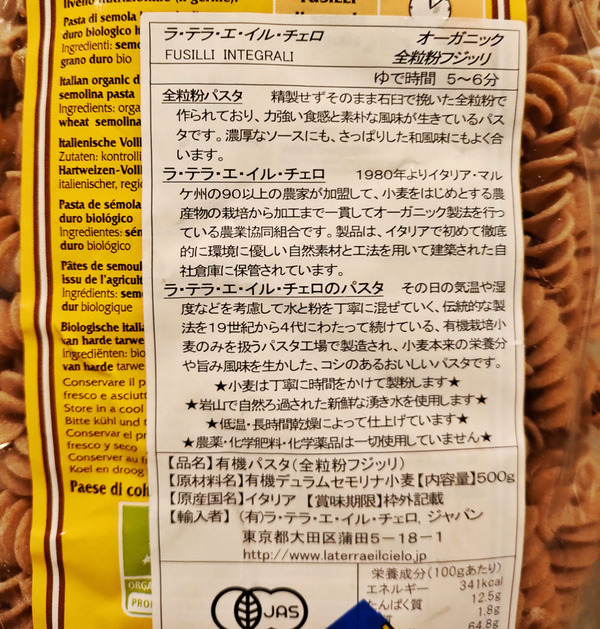 Pasta di semola
duro biologico
Ingredienti: semo
grano duro bio
Italian organic d
semolina pasta
Ingredients: orga
wheat semolina
Italienische Voll
Zutaten: kontrolli
Hartweizen-Volll
italienischer, regio
Pasta de sémola
duro biológico
Ingredientes: sém
duro biológico
Pâtes de semoul
issu de l'agricult
Ingrédients: sem
dur biologique
Biologische italia
van harde tarwe
Ingrediënten: bio
van harde tarwe
Conservare il p
fresco e asciutt
Store in a cool
Bitte kühl und t
Conservar el pr
fresco y seco
Conserver au f
Koel en droog
Paese di col
ORGA
PROD
ラ・テラ・エ・イル・チェロ オーガニック
FUSILLI INTEGRALI 全粒粉フジッリ
ゆで時間 5～6分
全粒粉パスタ 精製せずそのまま石臼で挽いた全粒粉で
作られており、力強い食感と素朴な風味が生きているパス
タです。濃厚なソースにも、さっぱりした和風味にもよく合
います。
ラ・テラ・エ・イル・チェロ 1980年よりイタリア・マル
ケ州の90以上の農家が加盟して、小麦をはじめとする農
産物の栽培から加工まで一貫してオーガニック製法を行っ
ている農業協同組合です。製品は、イタリアで初めて徹底
的に環境に優しい自然素材と工法を用いて建築された自
社倉庫に保管されています。
ラ・テラ・エ・イル・チェロのパスタ その日の気温や湿
度などを考慮して水と粉を丁寧に混ぜていく、伝統的な製
法を19世紀から4代にわたって続けている、有機栽培小
麦のみを扱うパスタ工場で製造され、小麦本来の栄養分
や旨み風味を生かした、コシのあるおいしいパスタです。
★小麦は丁寧に時間をかけて製粉します★
★岩山で自然ろ過された新鮮な湧き水を使用します★
★低温・長時間乾燥によって仕上げています★
★農薬・化学肥料・化学薬品は一切使用していません★
【品名】有機パスタ(全粒粉フジッリ)
【原材料名】有機デュラムセモリナ小麦【内容量】500g
【原産国名】イタリア 【賞味期限】枠外記載
【輸入者】 (有)ラ・テラ・エ・イル・チェロ, ジャパン
東京都大田区蒲田5－18－1
http://www.laterraeilcielo.jp
JAS
栄養成分(100gあたり)
エネルギー 341kcal
たんぱく質 12.5g
質 1.8g
64.8g